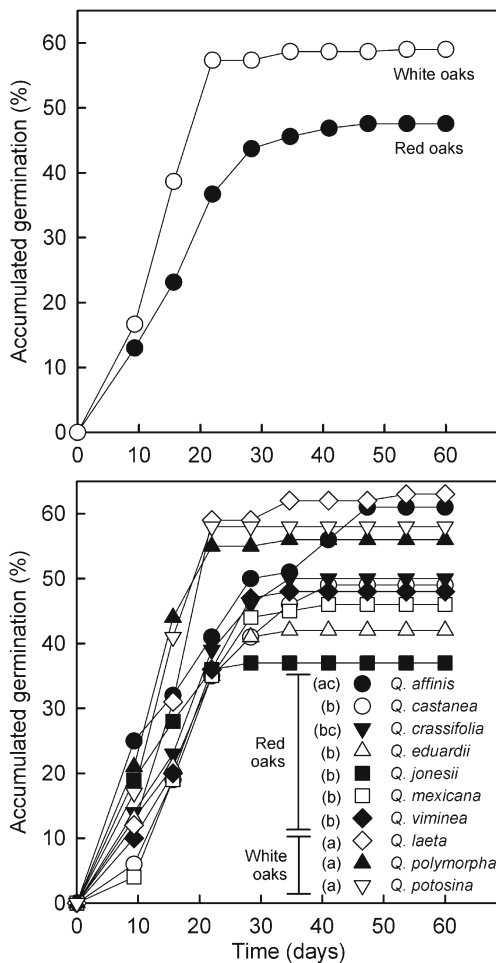 60
50
40
30
20
10
0
Accumulated germination (%)
White oaks
Red oaks
0 10 20 30 40 50 60
60
50
40
30
20
10
0
Accumulated germination (%)
Red oaks
White oaks
(ac) Q. affinis
(b) Q. castanea
(bc) Q. crassifolia
(b) Q. eduardii
(b) Q. jonesii
(b) Q. mexicana
(b) Q. viminea
(a) Q. laeta
(a) Q. polymorpha
(a) Q. potosina
0 10 20 30 40 50 60
Time (days)